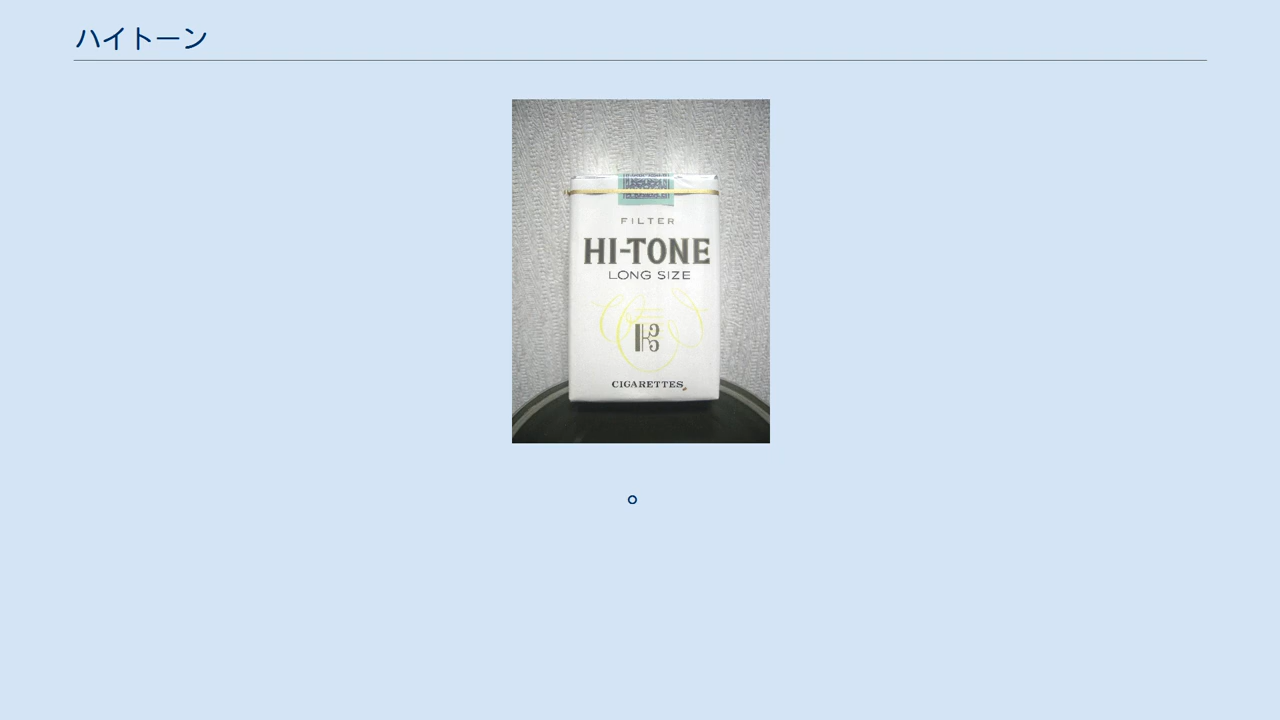 ハイトーン
FILTER
HI-TONE
LONG SIZE
CIGARETTES
。